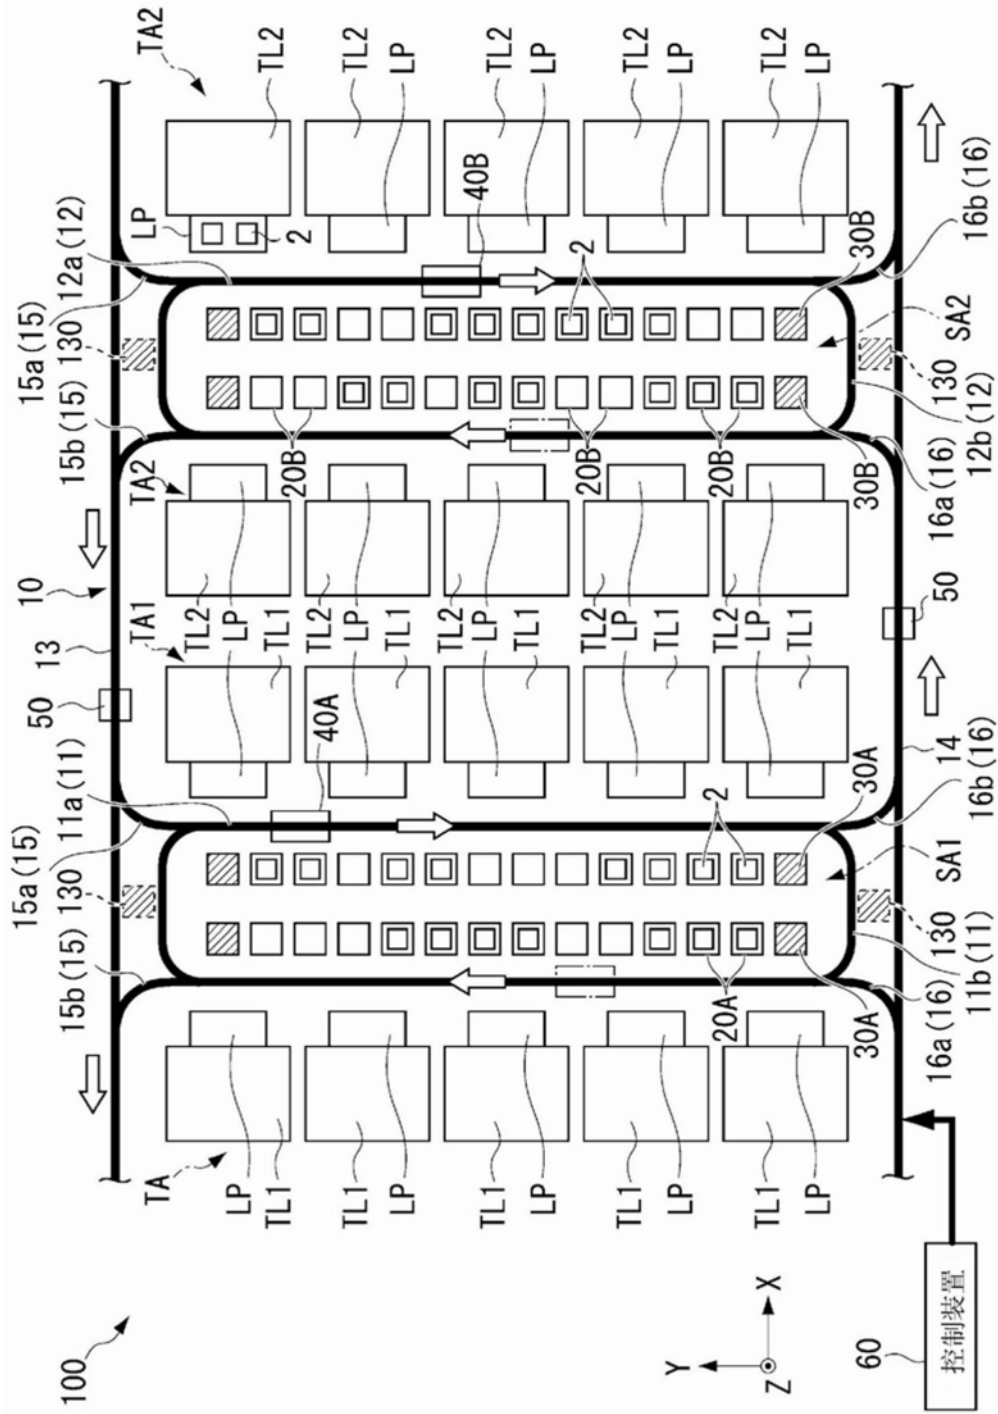 100
15a(15)
50
13
10
15a(15)
TA2
15b(15)
130
11a(11)
TA1
15b(15)
130
12a(12)
TA
TA2
LP
LP
TL1
40A
TL2
LP
TL1
20B
2
TL2
TL1
LP
TL2
LP
TL1
TL2
LP
TL1
LP
TL2
LP
TL1
40B
TL2
LP
TL1
LP
TL2
LP
TL1
20B
2
TL2
LP
Y
X
Z
TL1
LP
20A
2
TL2
LP
TL1
20B
TL2
LP
60
控制装置
30A
30A
30B
30B
16a(16)
130
11b(11)
SA1
14
16b(16)
50
16a(16)
130
12b(12)
SA2
16b(16)